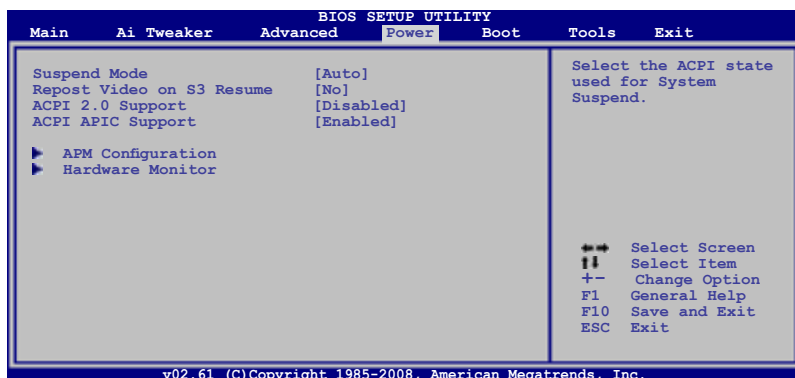 BIOS SETUP UTILITY
Main Ai Tweaker Advanced Power Boot Tools Exit
Suspend Mode [Auto]
Repost Video on S3 Resume [No]
ACPI 2.0 Support [Disabled]
ACPI APIC Support [Enabled]
APM Configuration
Hardware Monitor
Select the ACPI state
used for System
Suspend.
Select Screen
Select Item
+- Change Option
F1 General Help
F10 Save and Exit
ESC Exit
v02.61 (C)Copyright 1985-2008, American Megatrends, Inc.